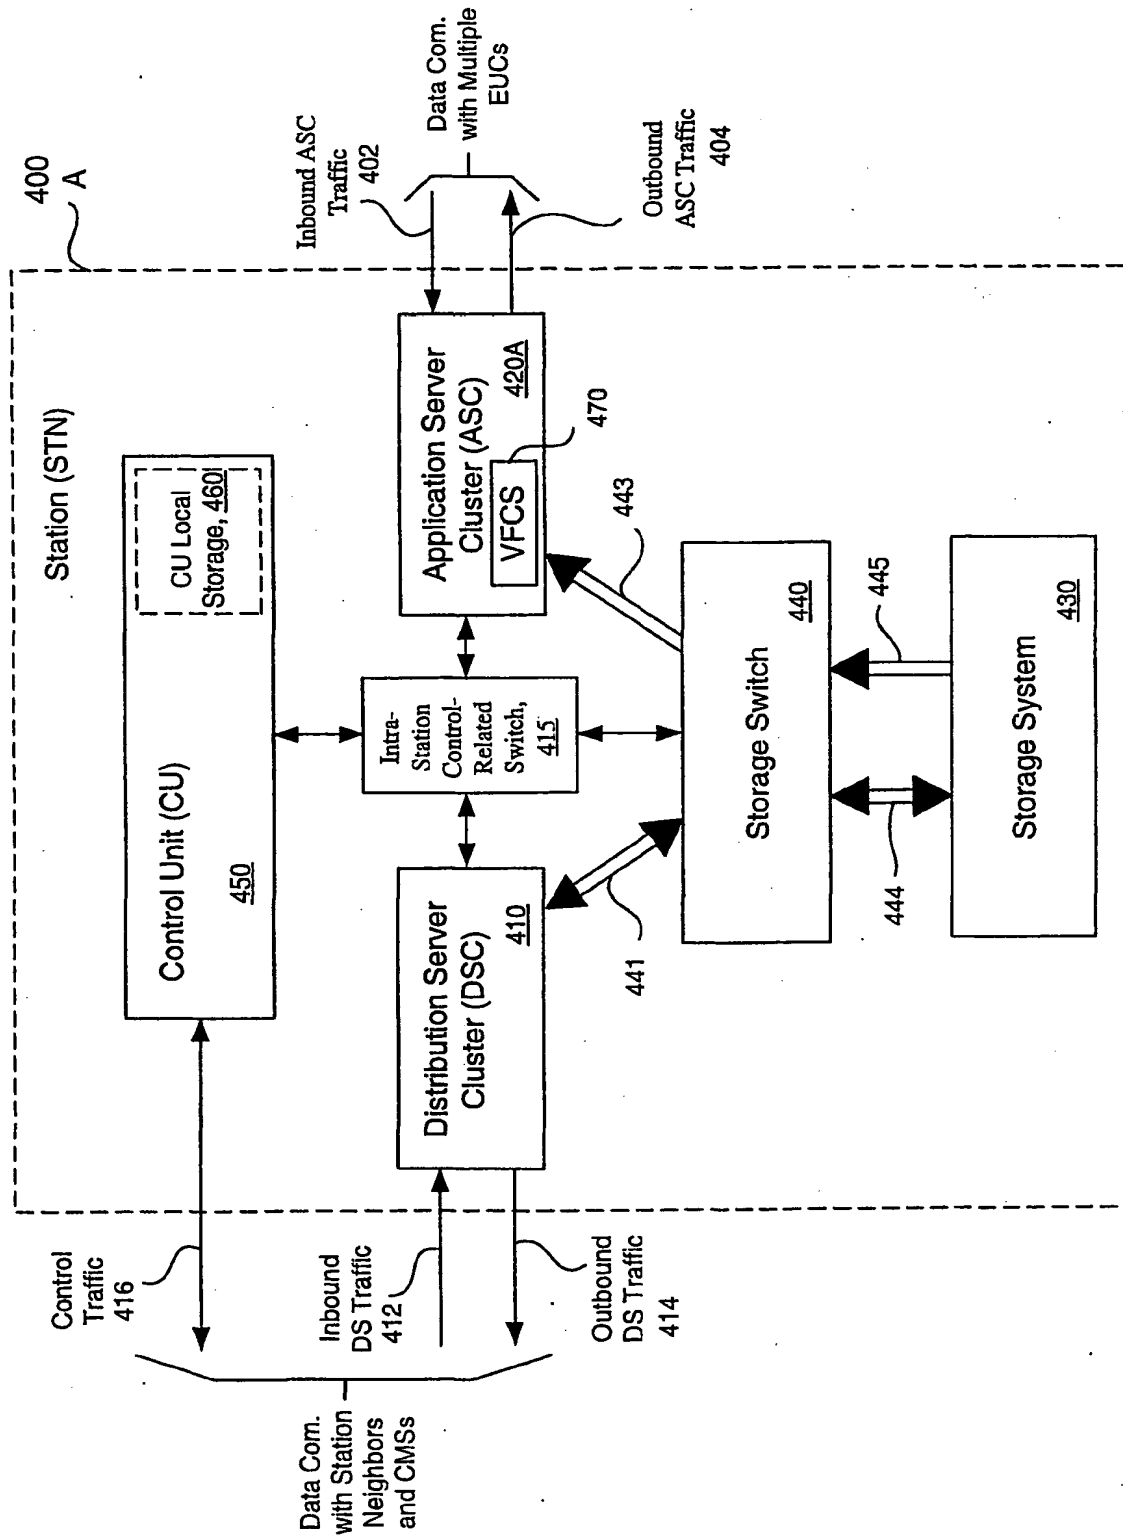 400
A
Station (STN)
Control Unit (CU)
450
CU Local
Storage, 460
Control
Traffic
416
Inbound
DS Traffic
412
Outbound
DS Traffic
414
Data Com.
with Station
Neighbors
and CMSs
Distribution Server
Cluster (DSC)
410
Intra-
Station
Control-
Related
Switch,
415
Application Server
Cluster (ASC)
420A
VFCS
470
Inbound ASC
Traffic
402
Data Com.
with Multiple
EUCs
Outbound
ASC Traffic
404
441
443
Storage Switch
440
444
445
Storage System
430